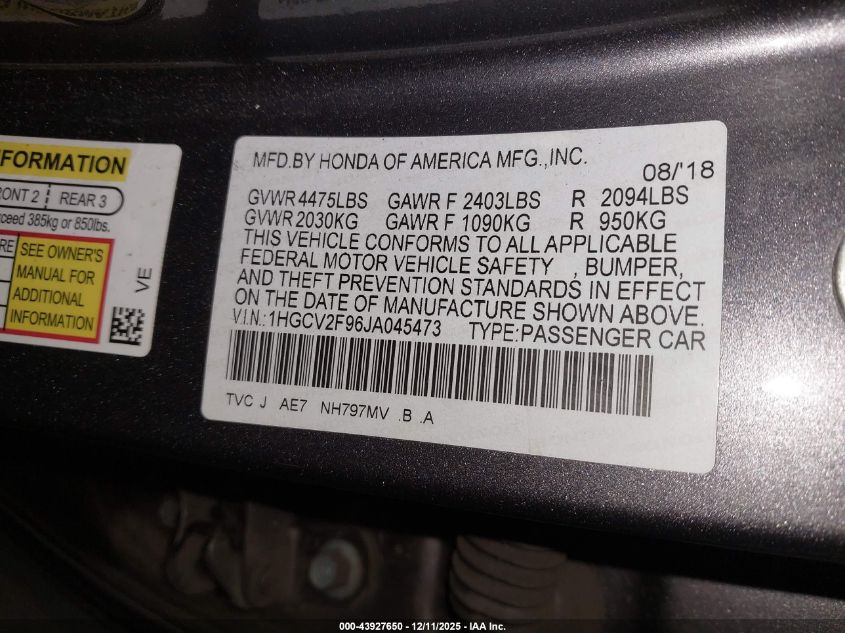 NFORMATION
RONT 2 REAR 3
xceed 385kg or 850lbs.
RE
SEE OWNER'S
MANUAL FOR
ADDITIONAL
INFORMATION
VE
MFD.BY HONDA OF AMERICA MFG.,INC.
08/'18
GVWR 4475LBS GAWR F 2403LBS R 2094LBS
GVWR 2030KG GAWR F 1090KG R 950KG
THIS VEHICLE CONFORMS TO ALL APPLICABLE
FEDERAL MOTOR VEHICLE SAFETY , BUMPER,
AND THEFT PREVENTION STANDARDS IN EFFECT
ON THE DATE OF MANUFACTURE SHOWN ABOVE.
V.I.N.:1HGCV2F96JA045473 TYPE:PASSENGER CAR
TVC J AE7 NH797MV .B .A
000-43927650 - 12/11/2025 - IAA Inc.